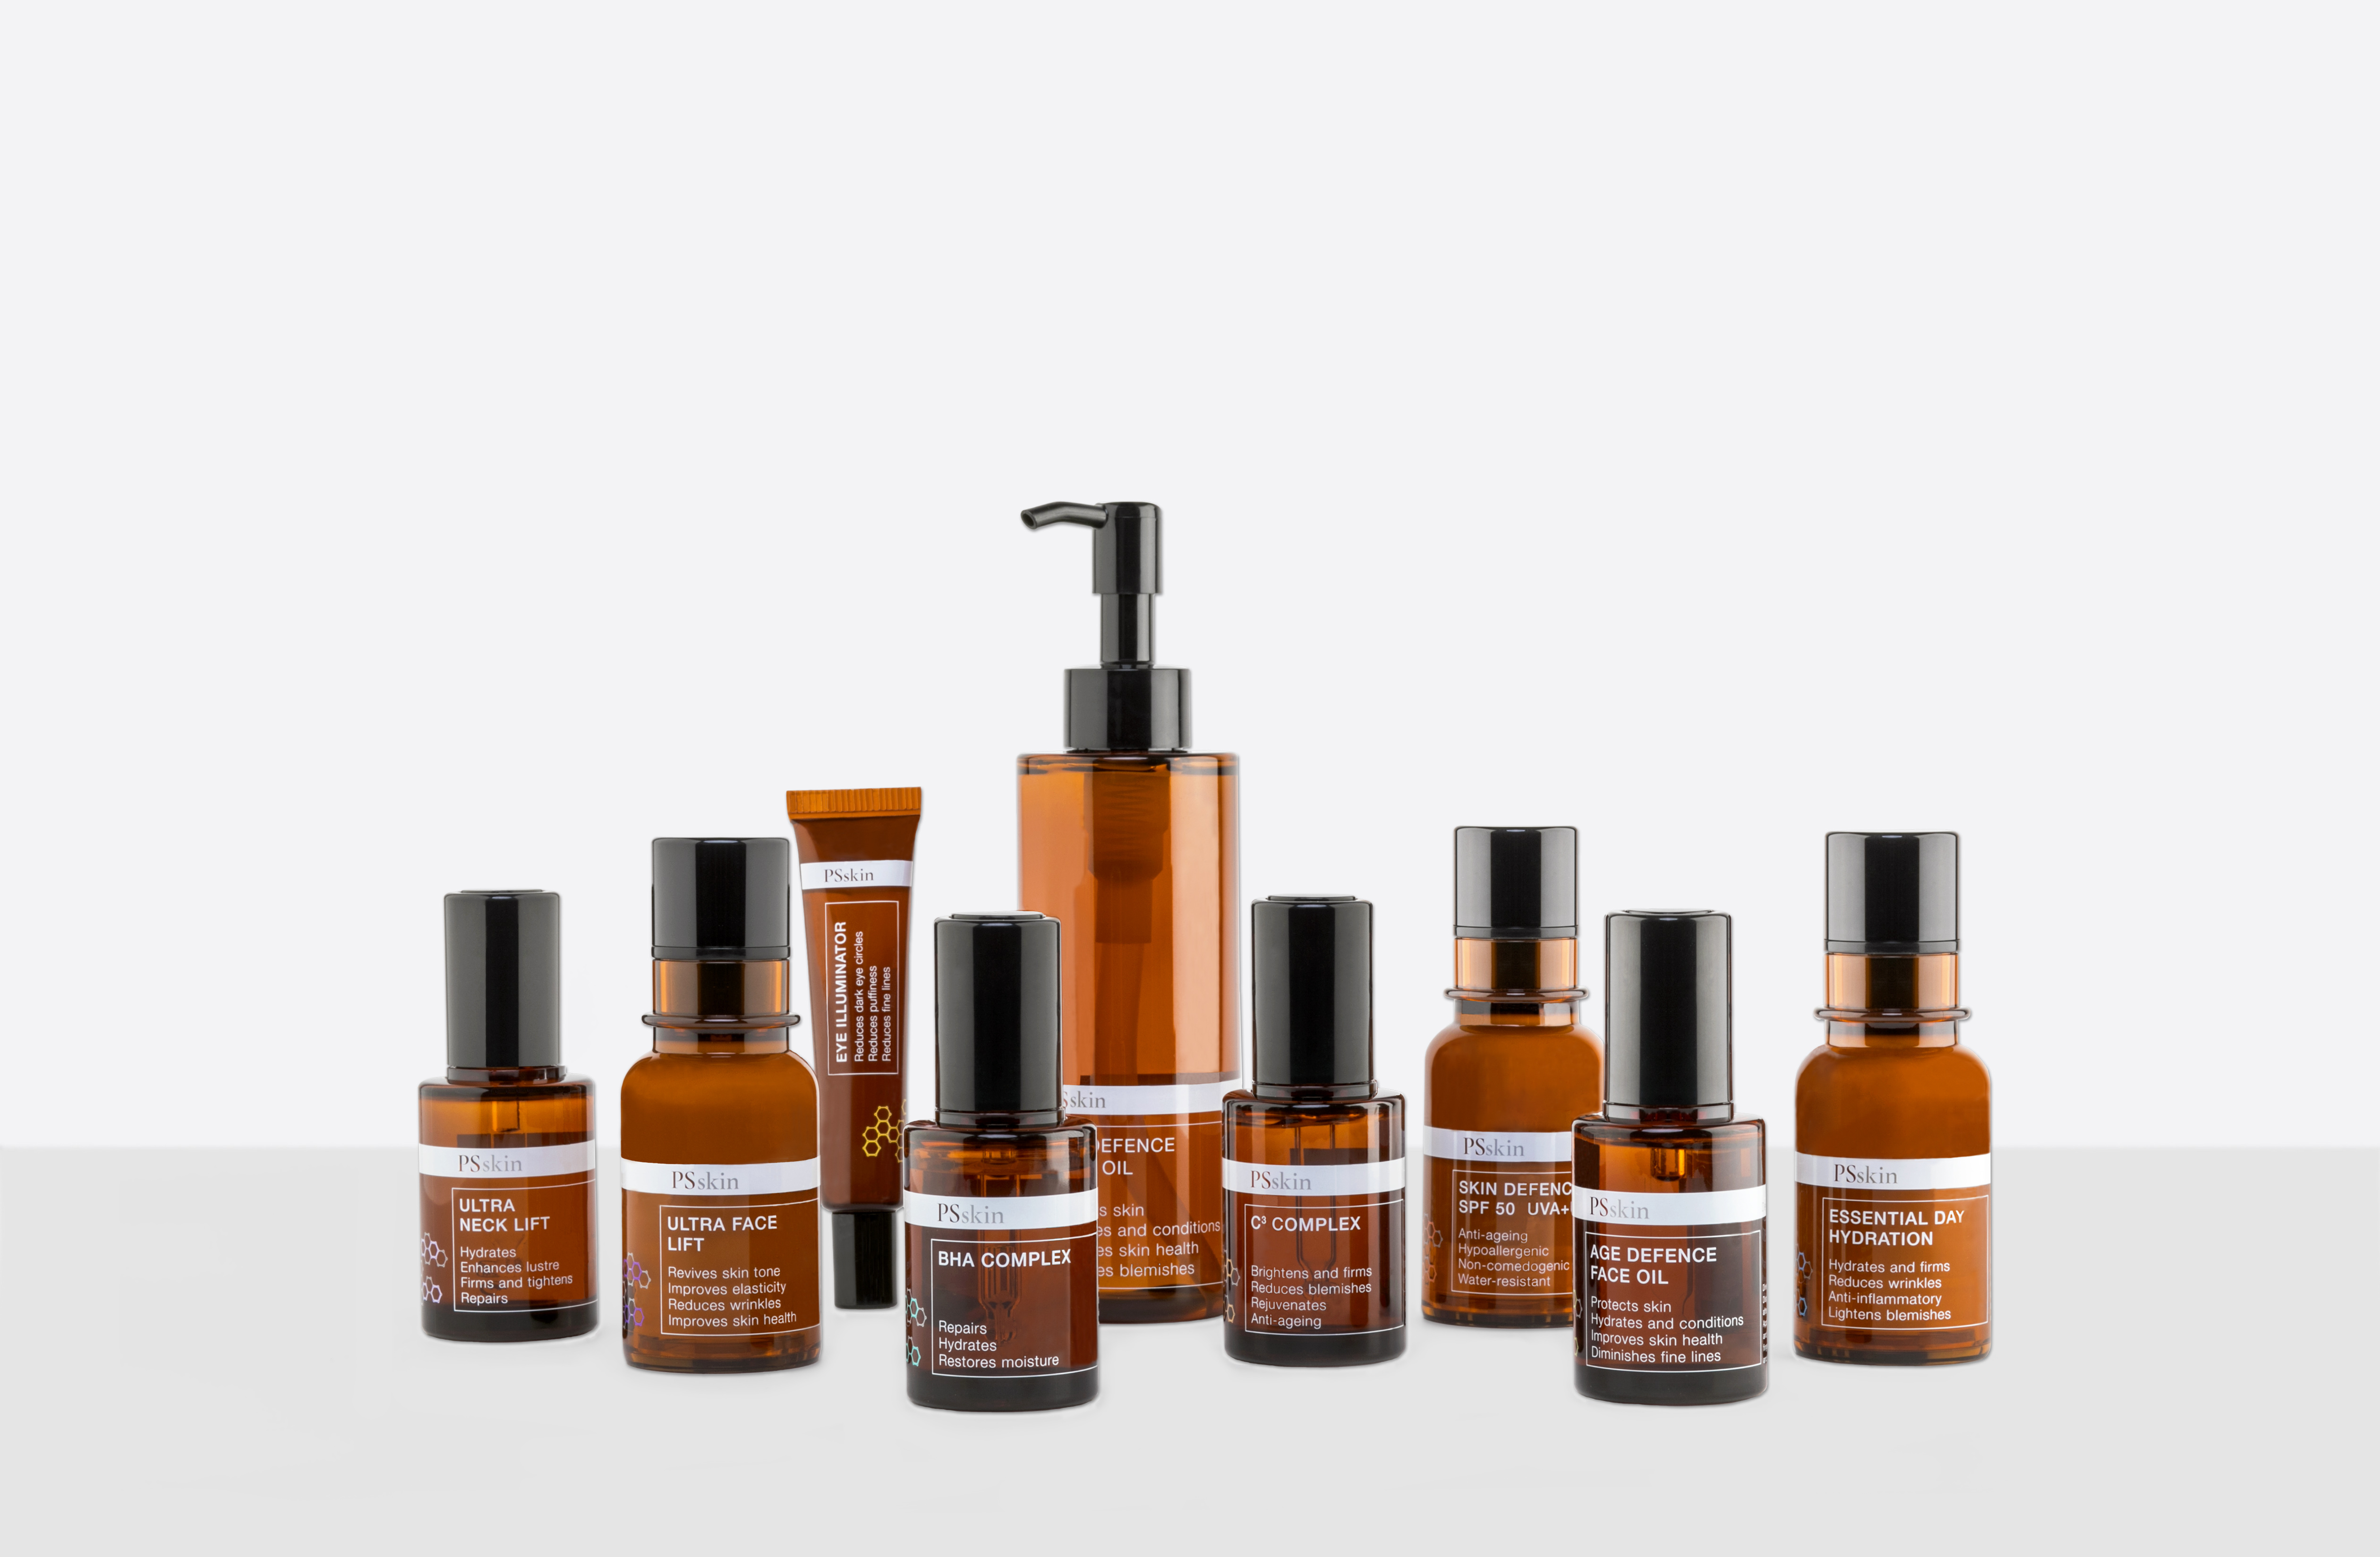 PSskin
ULTRA
NECK LIFT
Hydrates
Enhances lustre
Firms and tightens
Repairs
PSskin
ULTRA FACE
LIFT
Revives skin tone
Improves elasticity
Reduces wrinkles
Improves skin health
PSskin
EYE ILLUMINATOR
Reduces dark eye circles
Reduces puffiness
Reduces fine lines
PSskin
BHA COMPLEX
Repairs
Hydrates
Restores moisture
skin
DEFENCE
OIL
skin
and conditions
skin health
blemishes
PSskin
C³ COMPLEX
Brightens and firms
Reduces blemishes
Rejuvenates
Anti-ageing
PSskin
SKIN DEFENC
SPF 50 UVA+
Anti-ageing
Hypoallergenic
Non-comedogenic
Water-resistant
PSskin
AGE DEFENCE
FACE OIL
Protects skin
Hydrates and conditions
Improves skin health
Diminishes fine lines
PSskin
ESSENTIAL DAY
HYDRATION
Hydrates and firms
Reduces wrinkles
Anti-inflammatory
Lightens blemishes